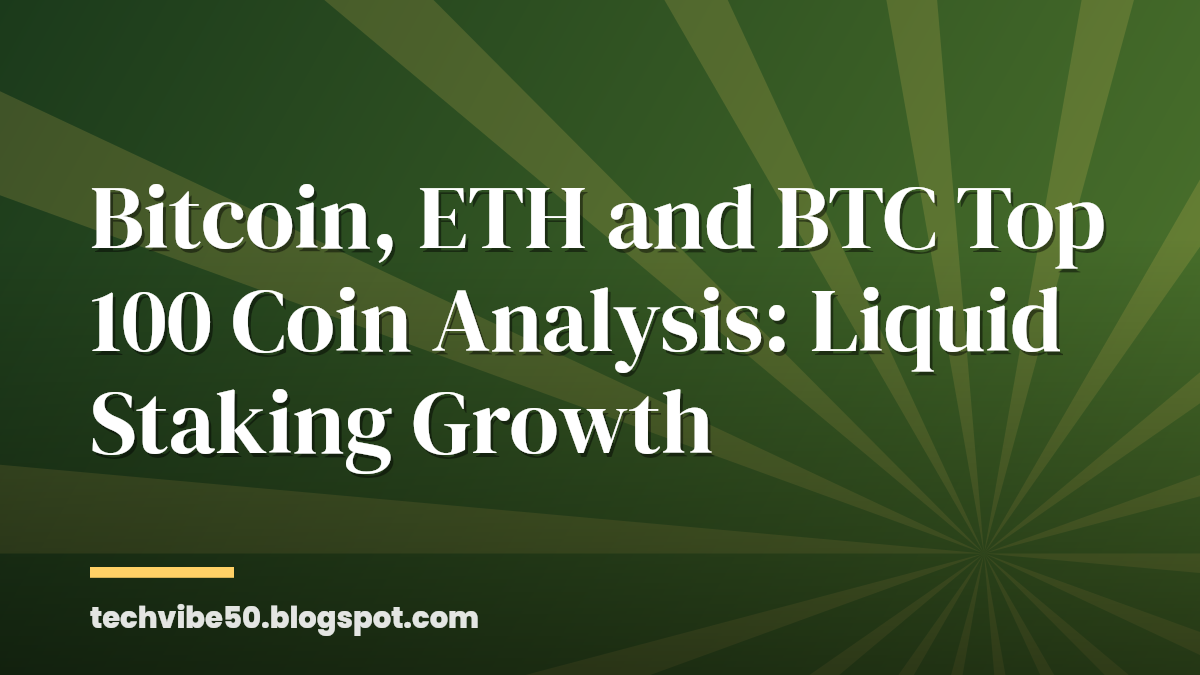 Bitcoin, ETH and BTC Top
100 Coin Analysis: Liquid
Staking Growth
techvibe50.blogspot.com